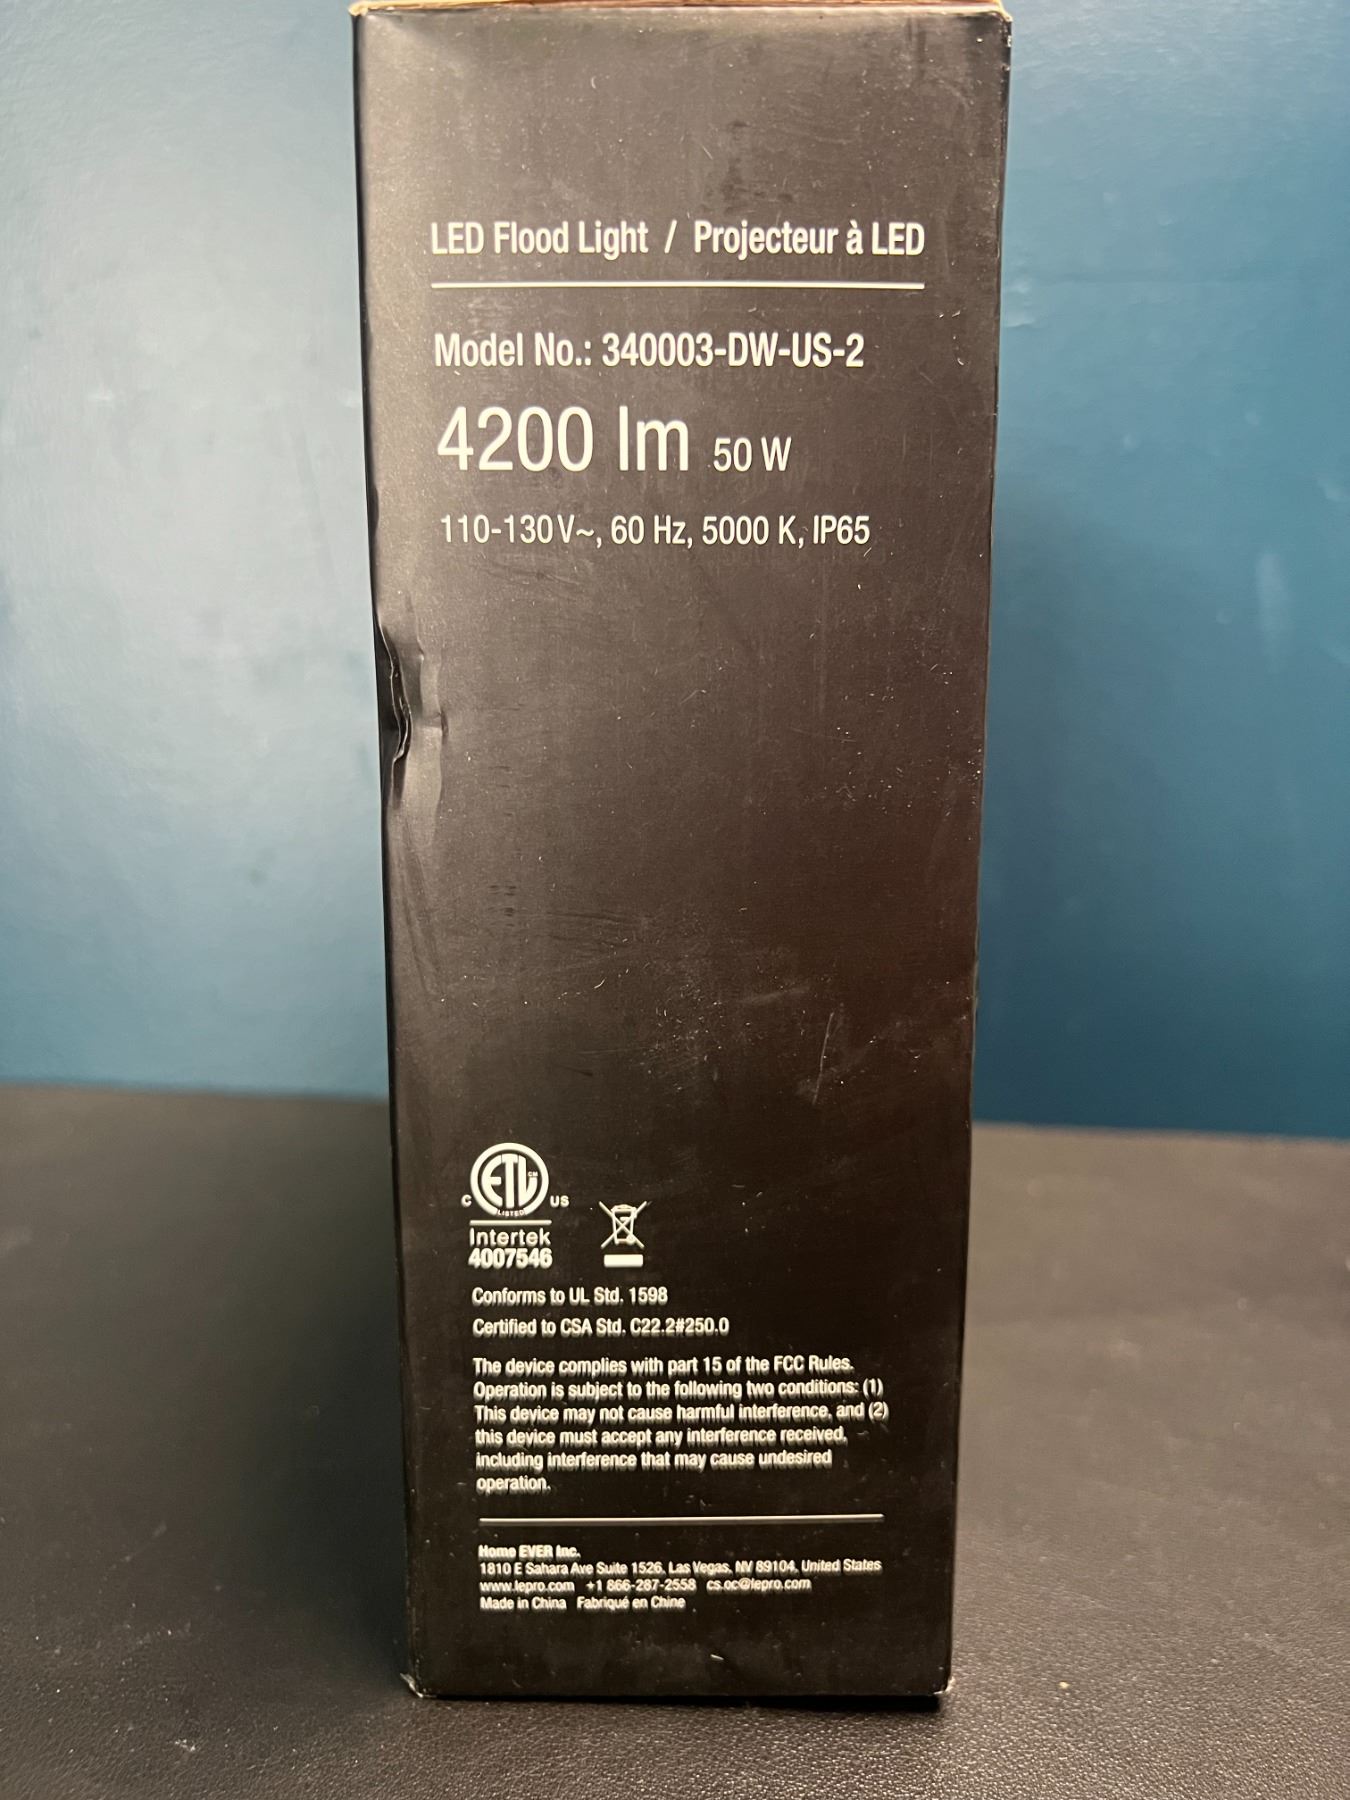 LED Flood Light / Projecteur à LED
Model No.: 340003-DW-US-2
4200 lm 50 W
110-130V~, 60 Hz, 5000 K, IP65
ETL CM
C US
LISTED
Intertek
4007546
Conforms to UL Std. 1598
Certified to CSA Std. C22.2#250.0
The device complies with part 15 of the FCC Rules.
Operation is subject to the following two conditions: (1)
This device may not cause harmful interference, and (2)
this device must accept any interference received,
including interference that may cause undesired
operation.
Home EVER Inc.
1810 E Sahara Ave Suite 1526, Las Vegas, NV 89104, United States
www.lepro.com +1 866-287-2558 cs.oc@lepro.com
Made in China Fabriqué en Chine